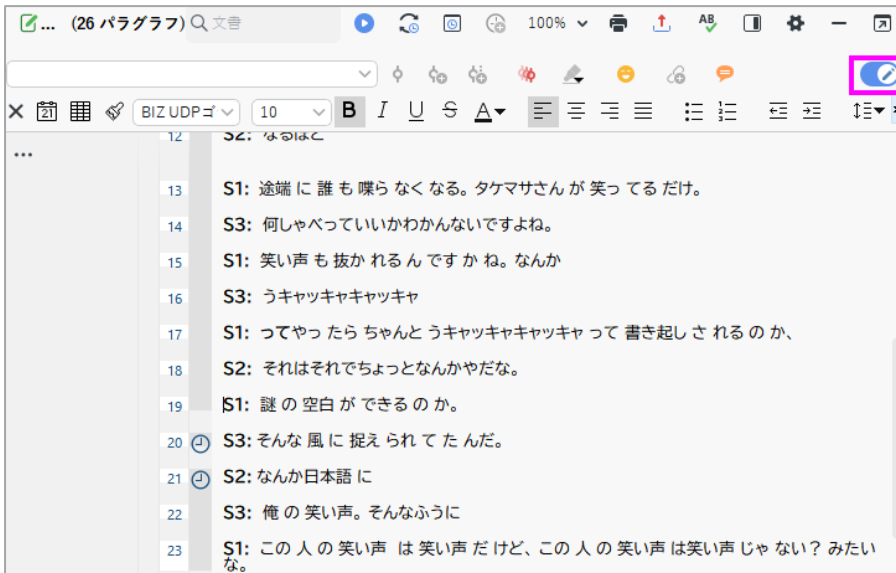 ... (26 パラグラフ) 文書 100% AB
BIZ UDPゴ 10 B I U S A
...
12 S2: なるほど
13 S1: 途端 に 誰 も 喋ら なく なる。タケマサさん が 笑っ てる だけ。
14 S3: 何しゃべっていいかわかんないですよね。
15 S1: 笑い声 も 抜か れる ん です か ね。なんか
16 S3: うキャッキャキャッキャ
17 S1: ってやっ たら ちゃんと うキャッキャキャッキャ って 書き起し さ れる の か、
18 S2: それはそれでちょっとなんかやだな。
19 S1: 謎 の 空白 が できる の か。
20 S3: そんな 風 に 捉え られ て た んだ。
21 S2: なんか日本語 に
22 S3: 俺 の 笑い声。そんなふうに
23 S1: この 人 の 笑い声 は 笑い声 だ けど、この 人 の 笑い声 は笑い声 じゃ ない？みたい
な。